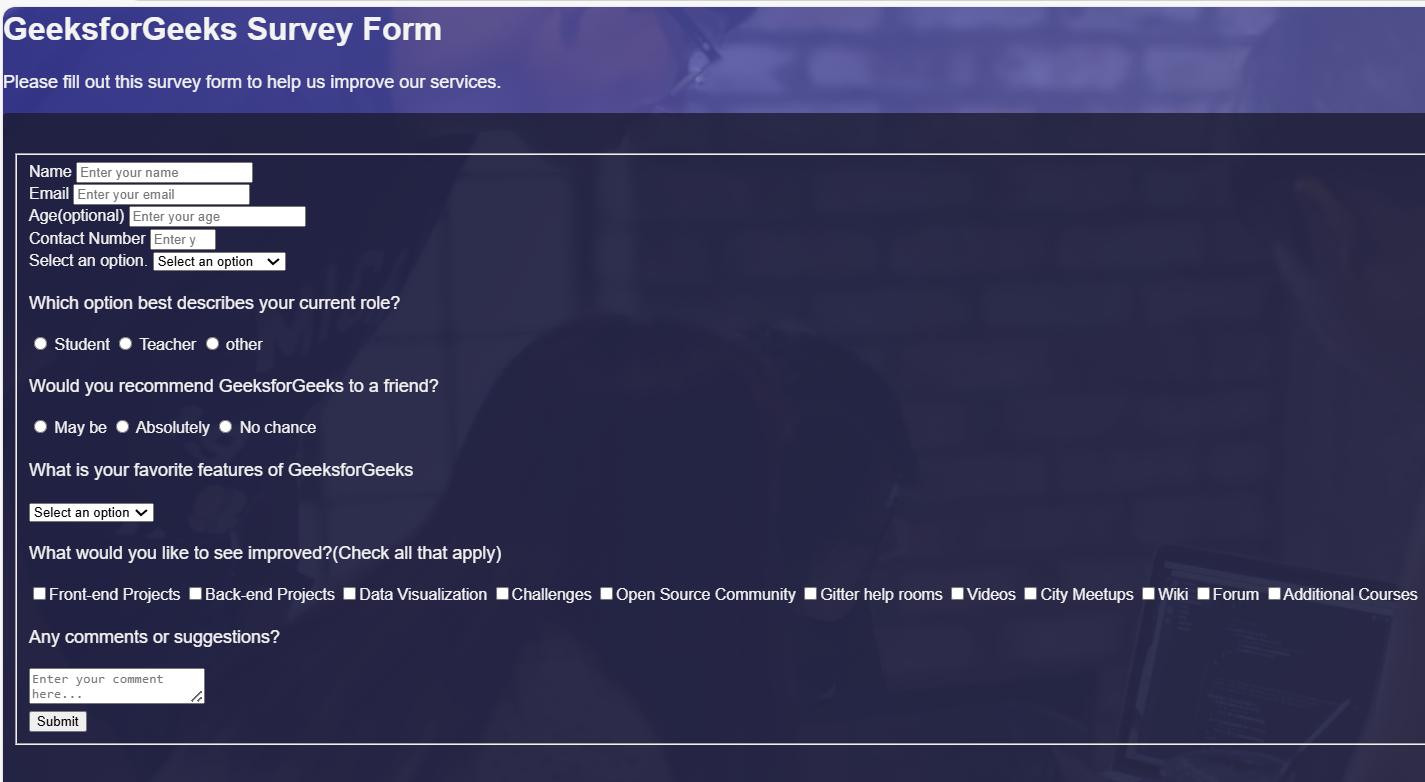 GeeksforGeeks Survey Form
Please fill out this survey form to help us improve our services.
Name Enter your name
Email Enter your email
Age(optional) Enter your age
Contact Number Enter y
Select an option. Select an option
Which option best describes your current role?
Student Teacher other
Would you recommend GeeksforGeeks to a friend?
May be Absolutely No chance
What is your favorite features of GeeksforGeeks
Select an option
What would you like to see improved?(Check all that apply)
Front-end Projects Back-end Projects Data Visualization Challenges Open Source Community Gitter help rooms Videos City Meetups Wiki Forum Additional Courses
Any comments or suggestions?
Enter your comment
here...
Submit